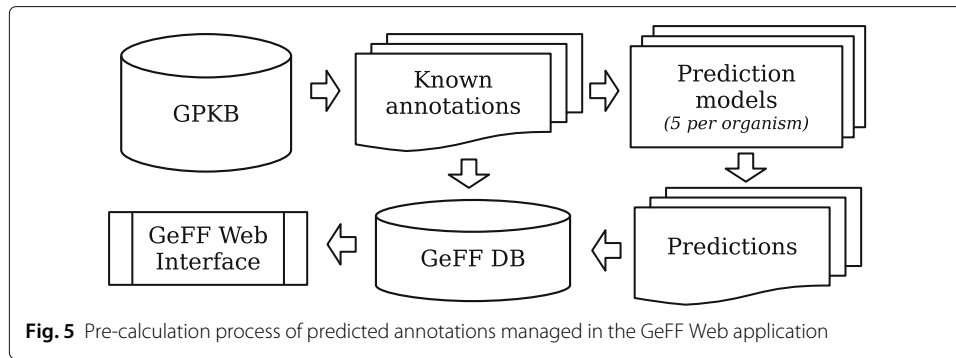 GPKB
Known
annotations
Prediction
models
(5 per organism)
GeFF Web
Interface
GeFF DB
Predictions
Fig. 5 Pre-calculation process of predicted annotations managed in the GeFF Web application